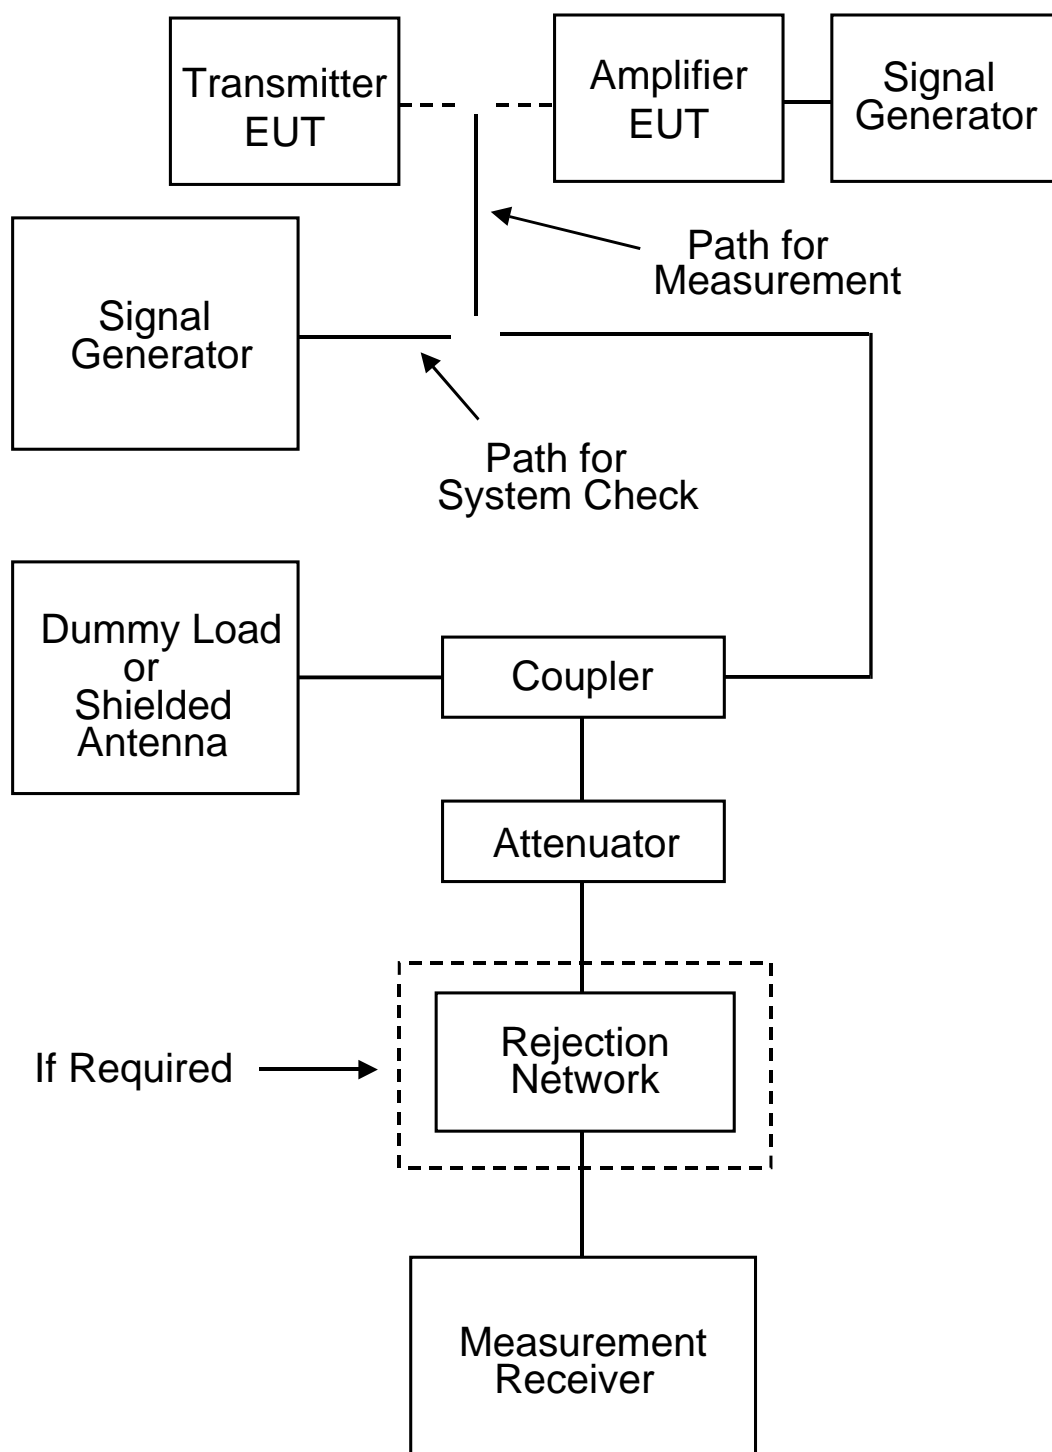 Transmitter
EUT
Amplifier
EUT
Signal
Generator
Path for
Measurement
Signal
Generator
Path for
System Check
Dummy Load
or
Shielded
Antenna
Coupler
Attenuator
Rejection
Network
If Required
Measurement
Receiver